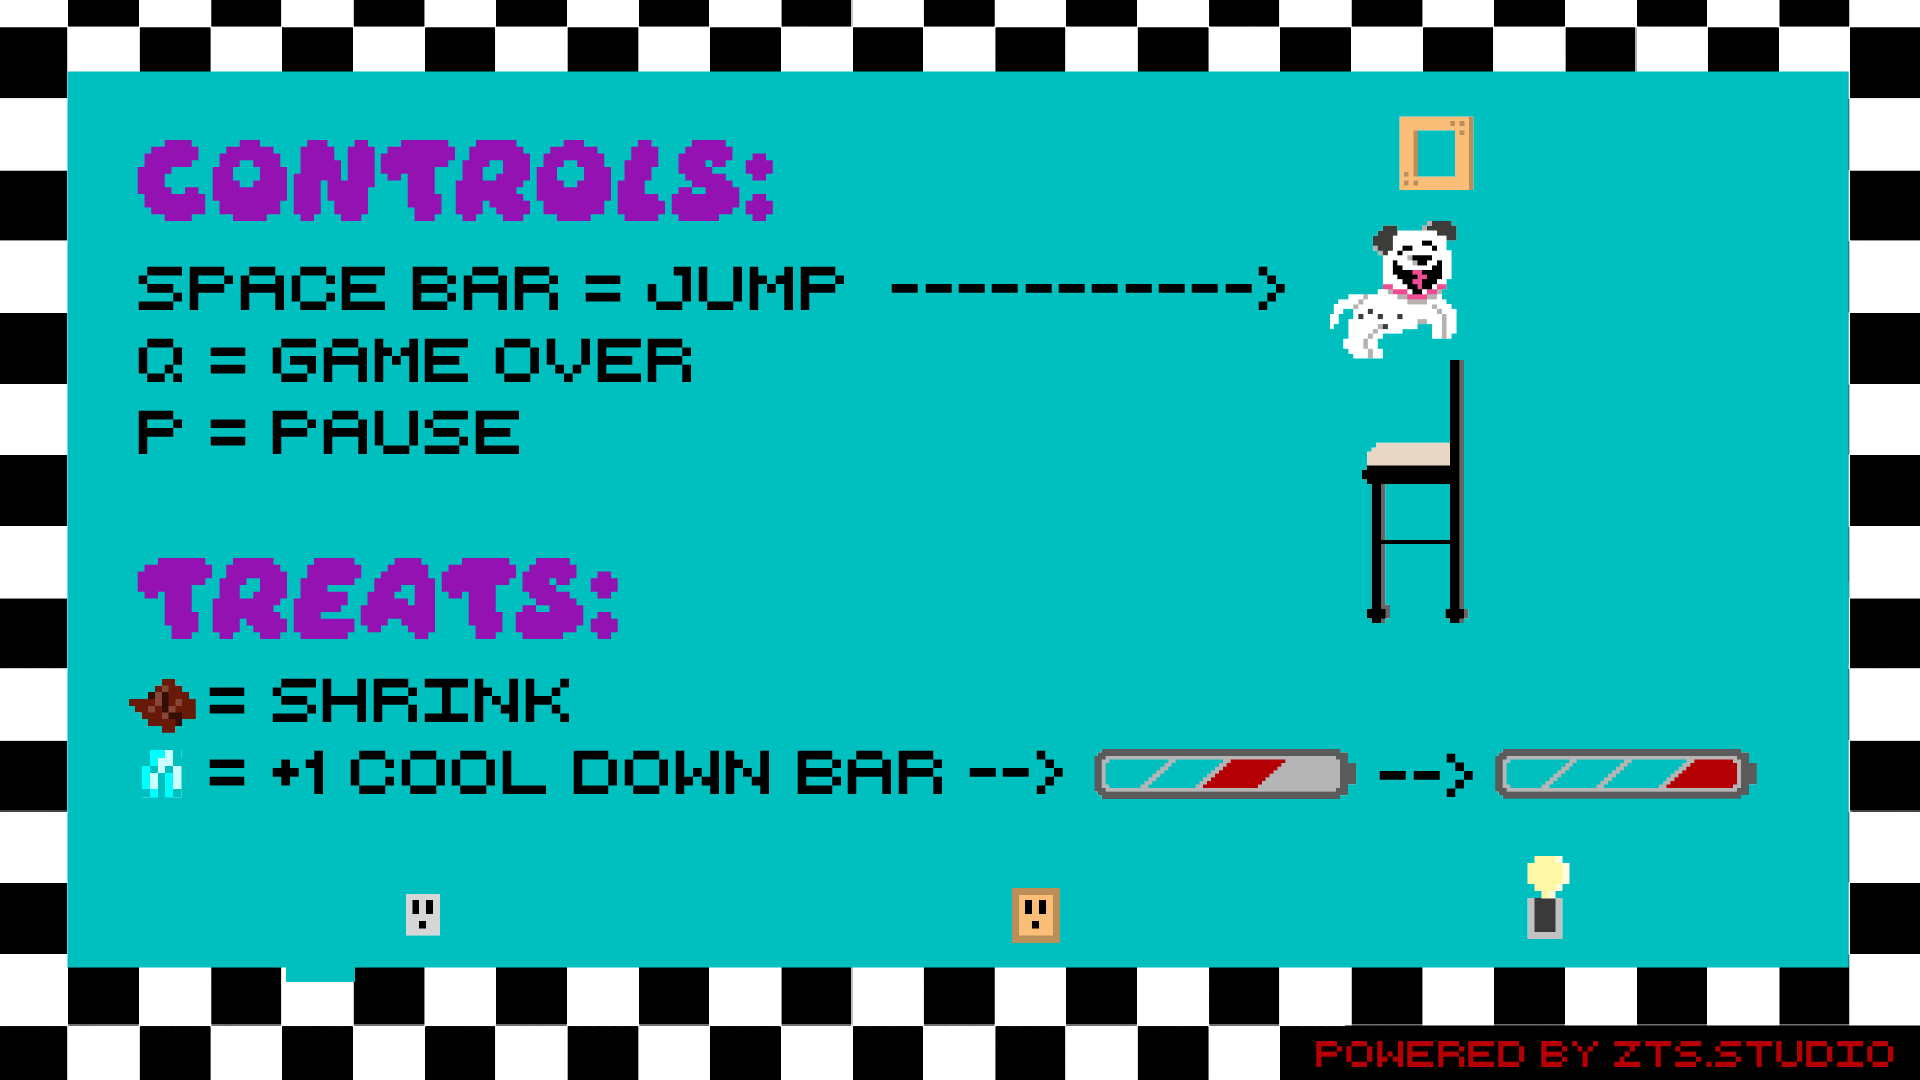 CONTROLS:
SPACE BAR = JUMP ----------->
Q = GAME OVER
P = PAUSE
TREATS:
= SHRINK
= +1 COOL DOWN BAR --> -->
POWERED BY ZTS.STUDIO